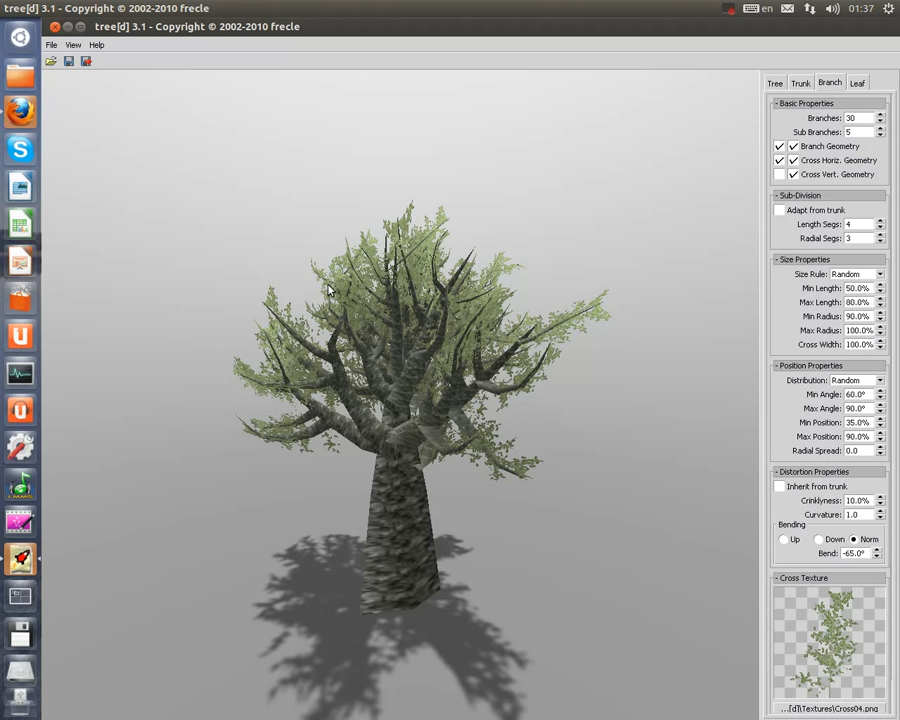 tree[d] 3.1 - Copyright © 2002-2010 frecle
en
01:37
tree[d] 3.1 - Copyright © 2002-2010 frecle
File View Help
Tree Trunk Branch Leaf
- Basic Properties
Branches: 30
Sub Branches: 5
Branch Geometry
Cross Horiz. Geometry
Cross Vert. Geometry
- Sub-Division
Adapt from trunk
Length Segs: 4
Radial Segs: 3
- Size Properties
Size Rule: Random
Min Length: 50.0%
Max Length: 80.0%
Min Radius: 90.0%
Max Radius: 100.0%
Cross Width: 100.0%
- Position Properties
Distribution: Random
Min Angle: 60.0°
Max Angle: 90.0°
Min Position: 35.0%
Max Position: 90.0%
Radial Spread: 0.0
- Distortion Properties
Inherit from trunk
Crinklyness: 10.0%
Curvature: 1.0
Bending
Up Down Norm
Bend: -65.0°
- Cross Texture
...[d]\Textures\Cross04.png